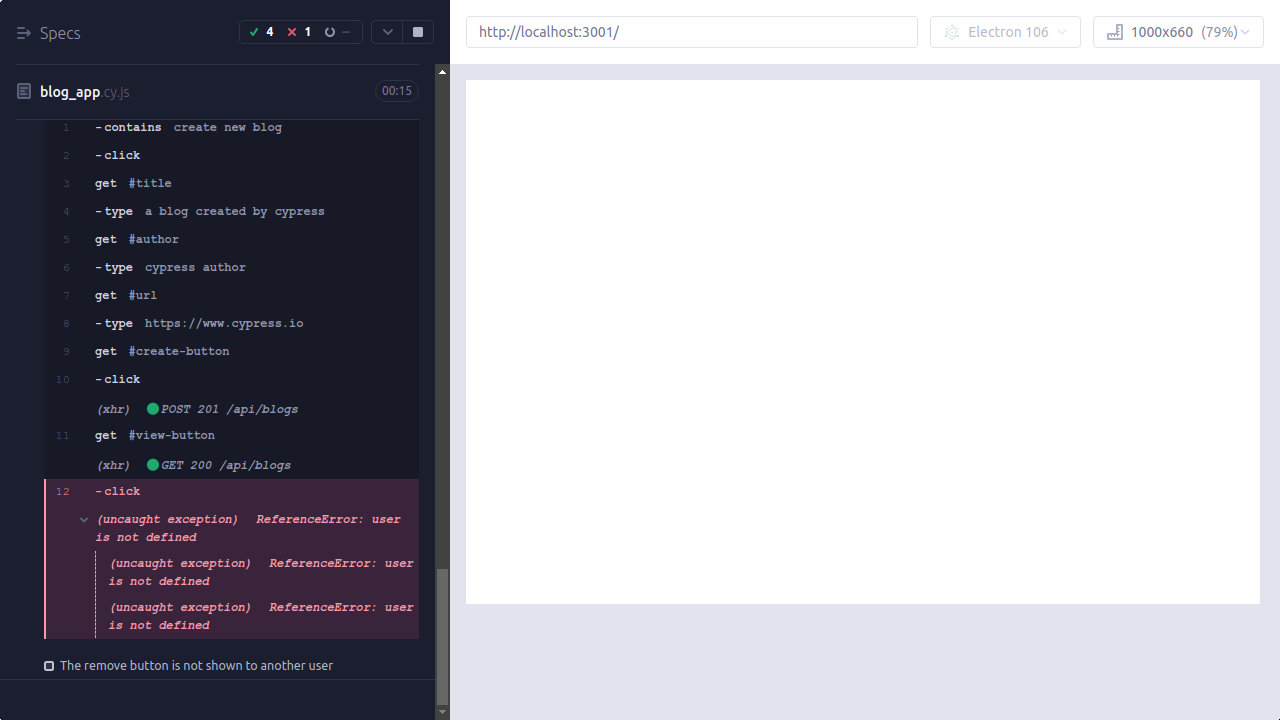 Specs
4 1 --
http://localhost:3001/
Electron 106
1000x660 (79%)
blog_app.cy.js
00:15
1 -contains create new blog
2 -click
3 get #title
4 -type a blog created by cypress
5 get #author
6 -type cypress author
7 get #url
8 -type https://www.cypress.io
9 get #create-button
10 -click
(xhr) POST 201 /api/blogs
11 get #view-button
(xhr) GET 200 /api/blogs
12 -click
(uncaught exception) ReferenceError: user
is not defined
(uncaught exception) ReferenceError: user
is not defined
(uncaught exception) ReferenceError: user
is not defined
The remove button is not shown to another user